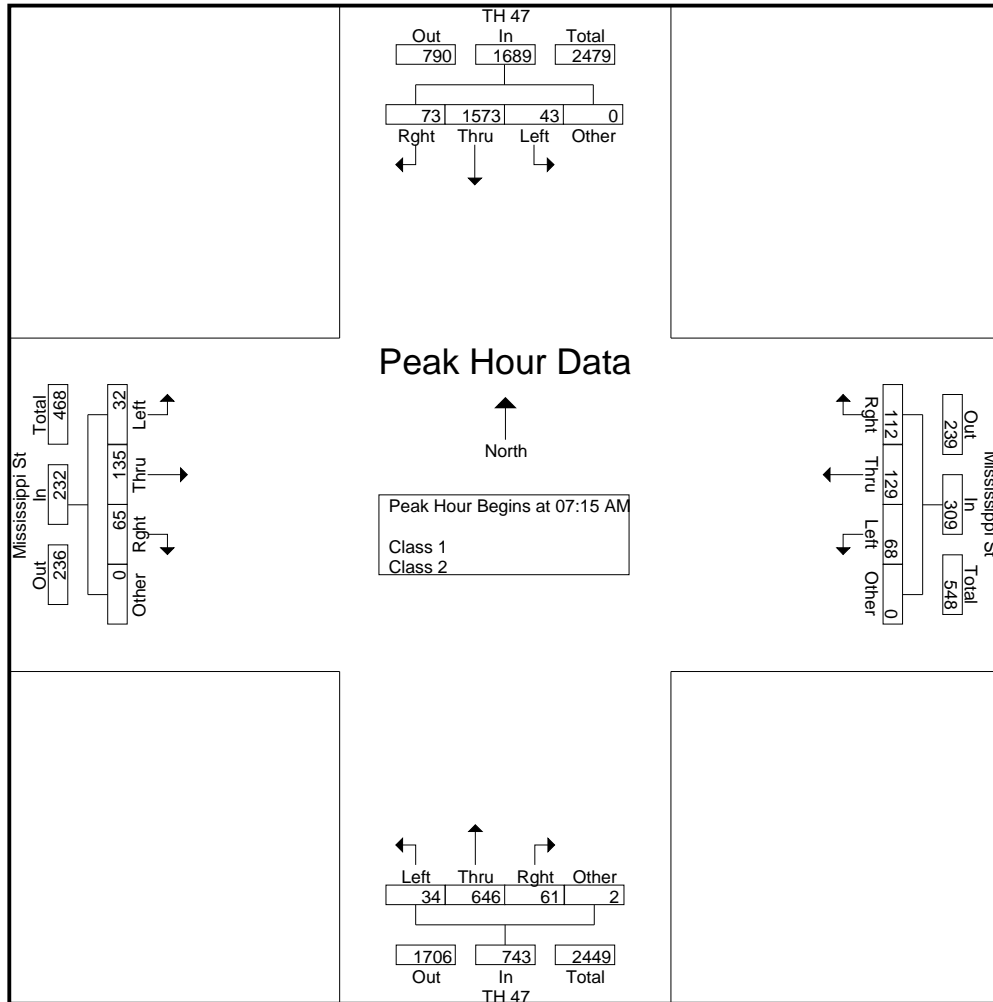 TH 47
Out In Total
790 1689 2479
73 1573 43 0
Rght Thru Left Other
Peak Hour Data
North
Peak Hour Begins at 07:15 AM
Class 1
Class 2
Mississippi St
Total In Out
468 232 236
32 135 65 0
Left Thru Rght Other
Rght Thru Left Other
112 129 68 0
Out In Total
239 309 548
Mississippi St
Left Thru Rght Other
34 646 61 2
1706 743 2449
Out In Total
TH 47